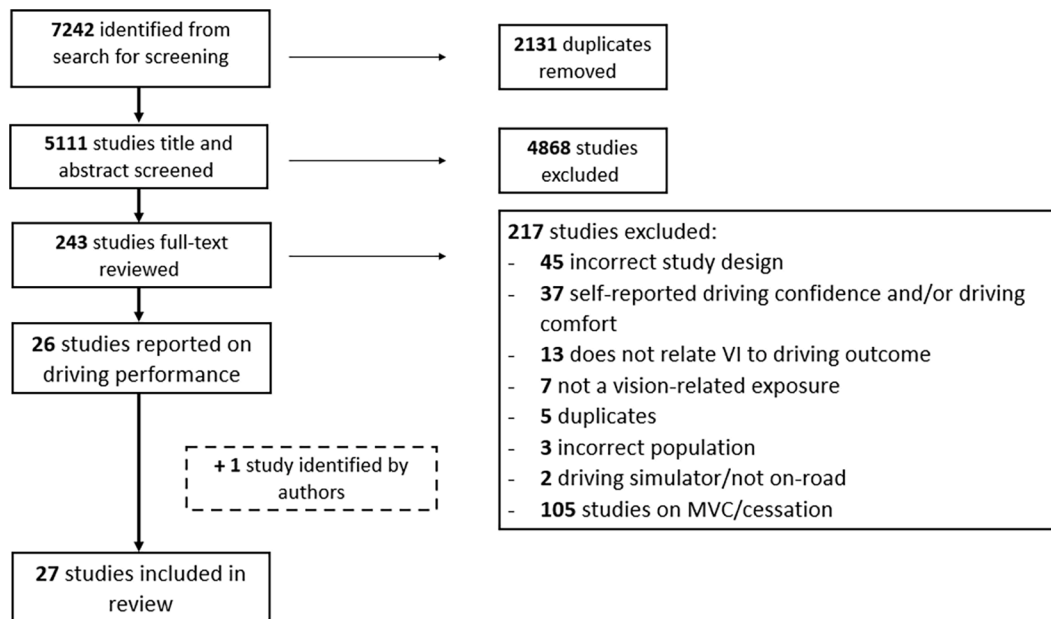 7242 identified from
search for screening
2131 duplicates
removed
5111 studies title and
abstract screened
4868 studies
excluded
243 studies full-text
reviewed
217 studies excluded:
- 45 incorrect study design
- 37 self-reported driving confidence and/or driving
comfort
- 13 does not relate VI to driving outcome
- 7 not a vision-related exposure
- 5 duplicates
- 3 incorrect population
- 2 driving simulator/not on-road
- 105 studies on MVC/cessation
26 studies reported on
driving performance
+ 1 study identified by
authors
27 studies included in
review